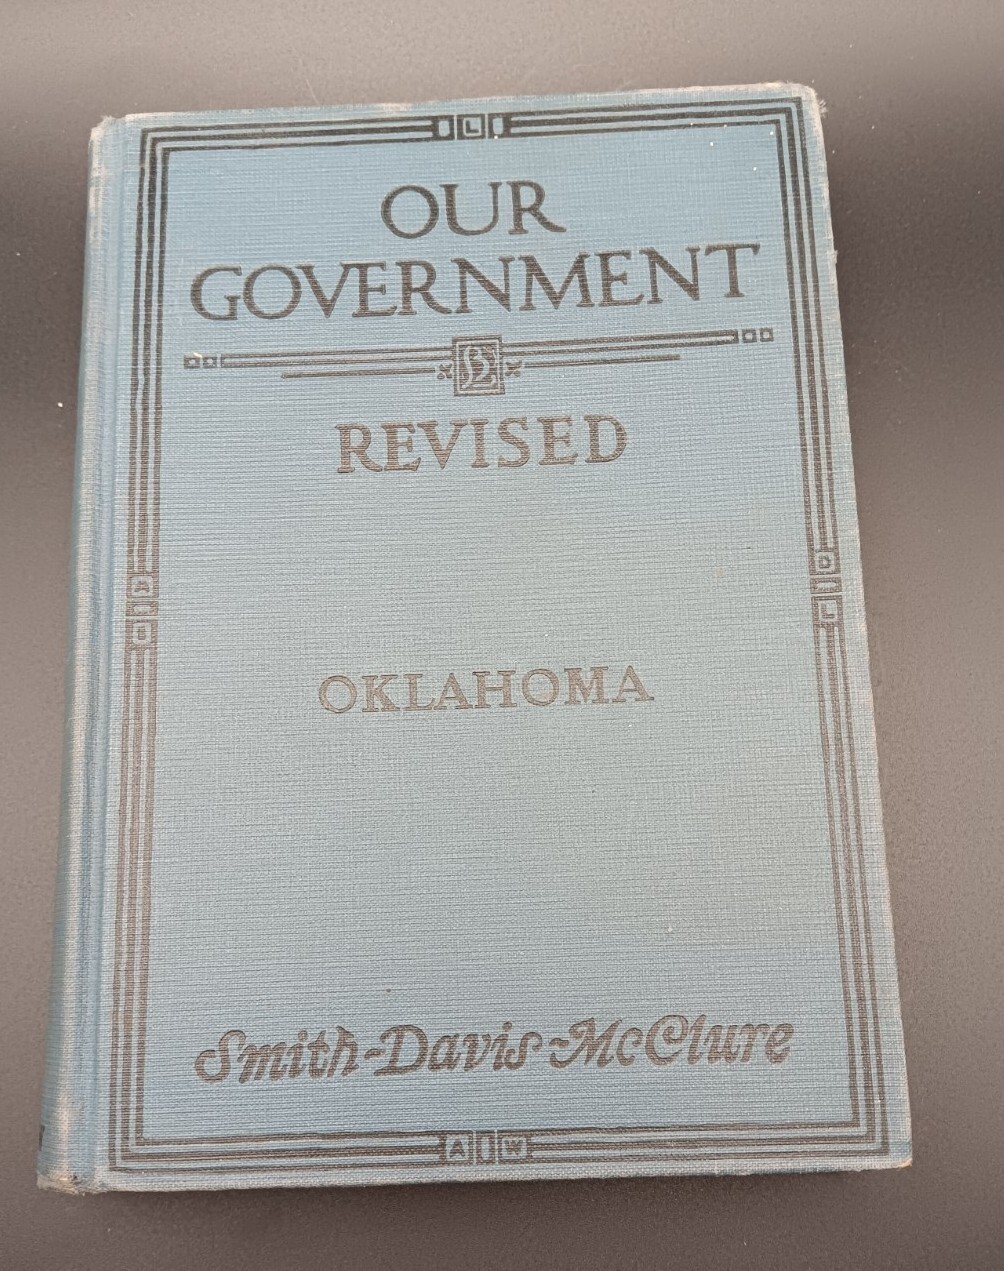 L
OUR
GOVERNMENT
REVISED
OKLAHOMA
Smith-Davis-McClure
A W